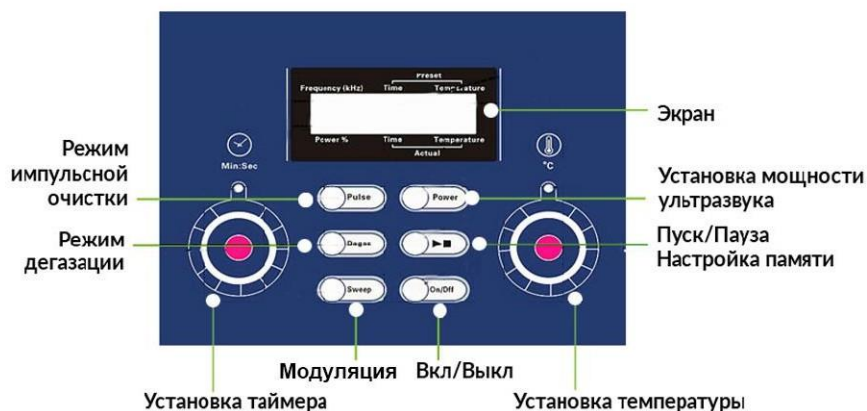 Preset
Frequency (kHz) Time Temperature
Power % Time Temperature
Actual
Экран
Min:Sec
°C
Режим
импульсной
очистки
Pulse
Power
Установка мощности
ультразвука
Режим
дегазации
Degas
Пуск/Пауза
Настройка памяти
Sweep
On/Off
Модуляция
Вкл/Выкл
Установка таймера
Установка температуры